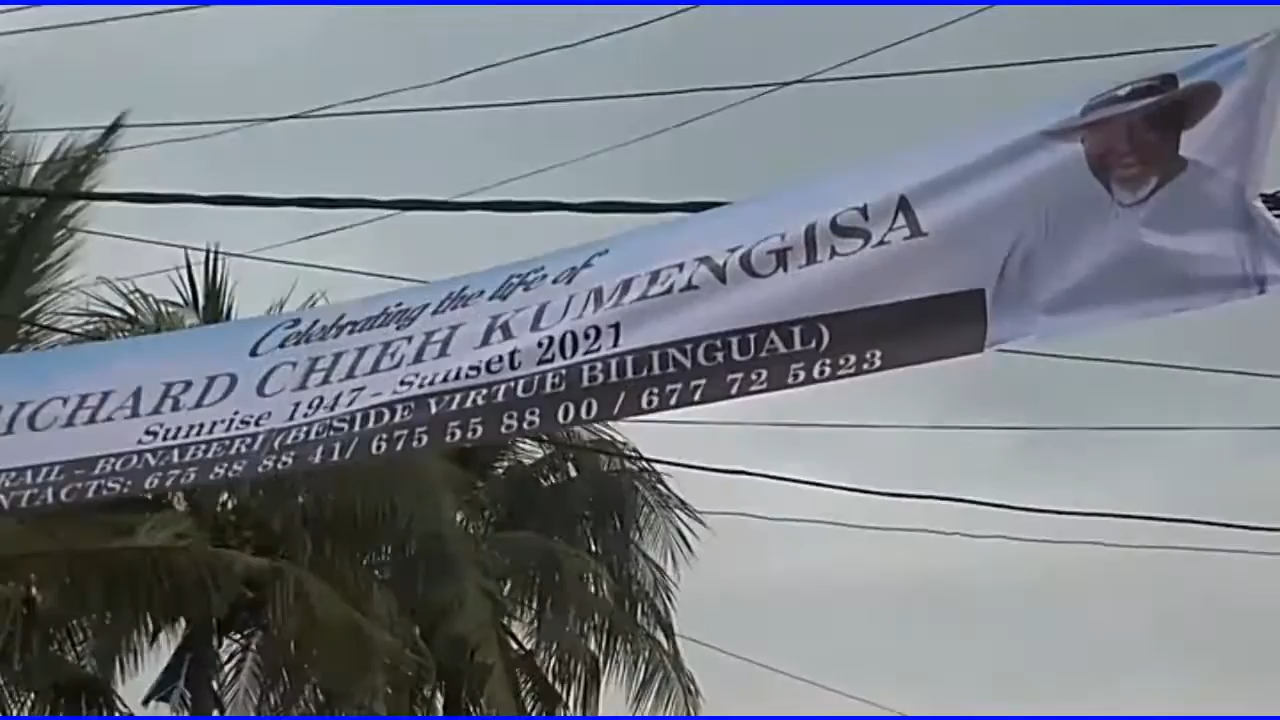 Celebrating the life of
RICHARD CHIEH KUMENGISA
Sunrise 1947 - Sunset 2021
RAIL - BONABERI (BESIDE VIRTUE BILINGUAL)
NTACTS: 675 88 88 41/ 675 55 88 00 / 677 72 5623